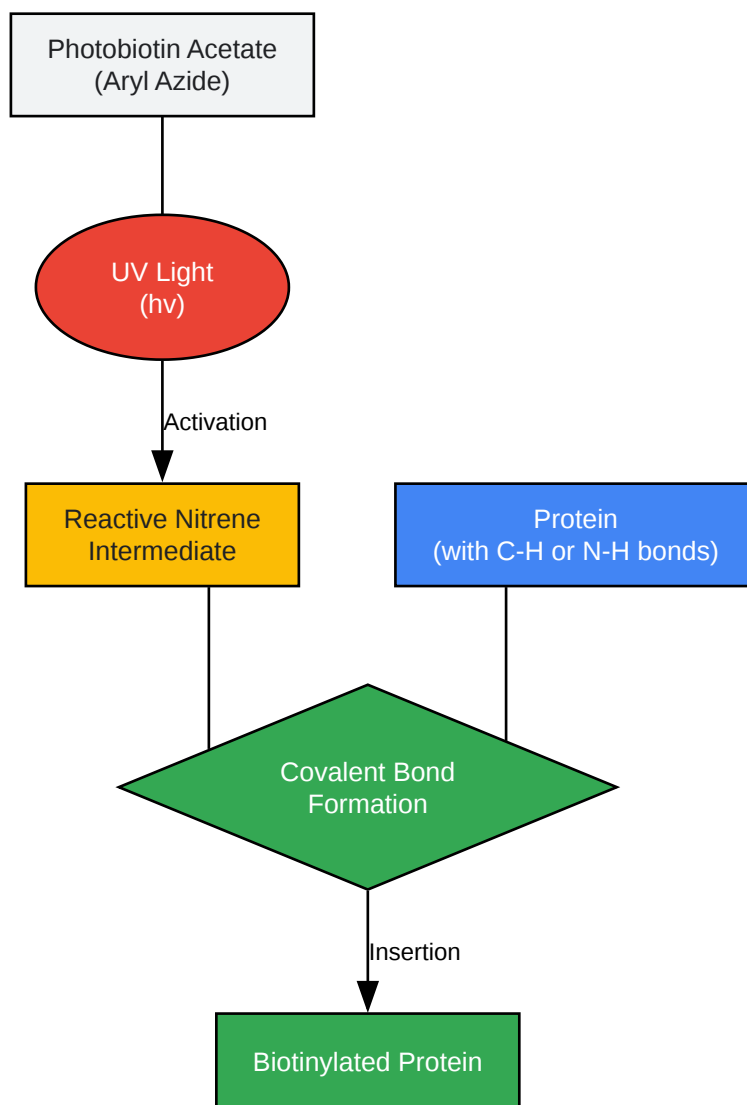 Photobiotin Acetate
(Aryl Azide)
UV Light
(hv)
Activation
Reactive Nitrene
Intermediate
Protein
(with C-H or N-H bonds)
Covalent Bond
Formation
Insertion
Biotinylated Protein